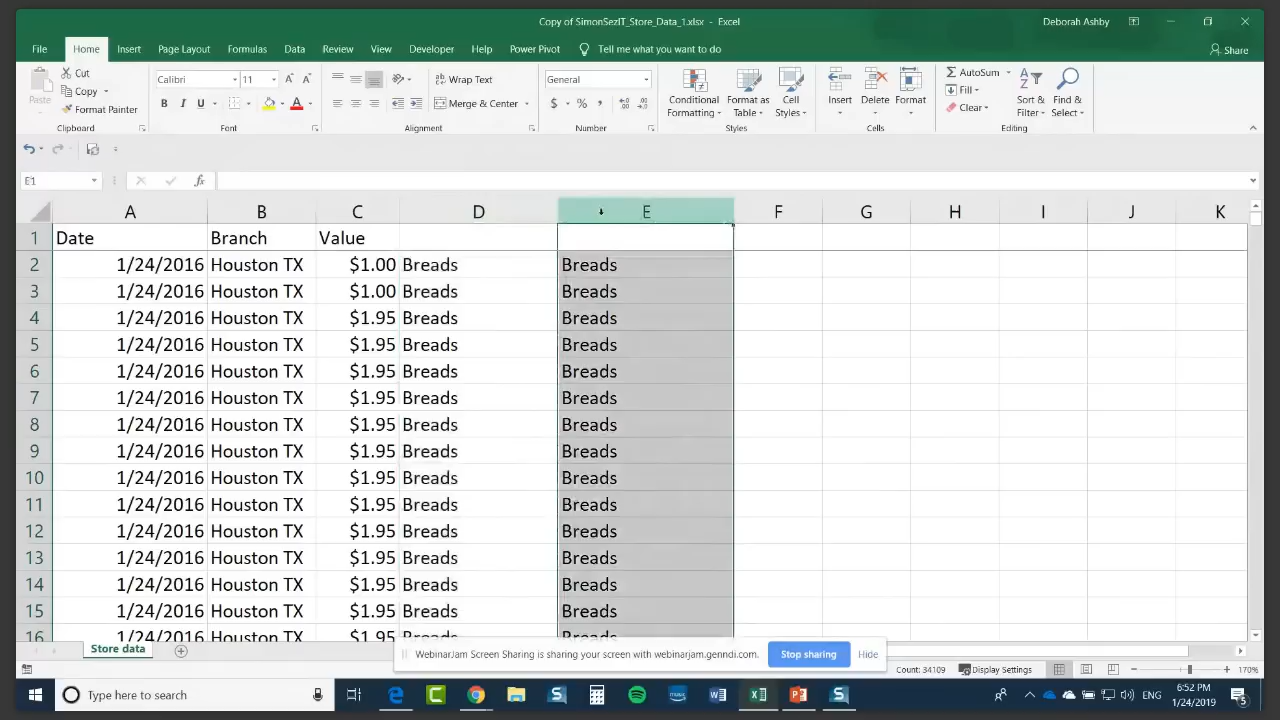 Copy of SimonSezIT_Store_Data_1.xlsx - Excel
Deborah Ashby
File Home Insert Page Layout Formulas Data Review View Developer Help Power Pivot Tell me what you want to do Share
Paste
Cut
Copy
Format Painter
Clipboard
Calibri 11
B I U A
Font
Wrap Text
Merge & Center
Alignment
General
$ % ,
Number
Conditional Formatting
Format as Table
Cell Styles
Styles
Insert Delete Format
Cells
AutoSum
Fill
Clear
Sort & Filter
Find & Select
Editing
E1 fx
A B C D E F G H I J K
1 Date Branch Value
2 1/24/2016 Houston TX $1.00 Breads Breads
3 1/24/2016 Houston TX $1.00 Breads Breads
4 1/24/2016 Houston TX $1.95 Breads Breads
5 1/24/2016 Houston TX $1.95 Breads Breads
6 1/24/2016 Houston TX $1.95 Breads Breads
7 1/24/2016 Houston TX $1.95 Breads Breads
8 1/24/2016 Houston TX $1.95 Breads Breads
9 1/24/2016 Houston TX $1.95 Breads Breads
10 1/24/2016 Houston TX $1.95 Breads Breads
11 1/24/2016 Houston TX $1.95 Breads Breads
12 1/24/2016 Houston TX $1.95 Breads Breads
13 1/24/2016 Houston TX $1.95 Breads Breads
14 1/24/2016 Houston TX $1.95 Breads Breads
15 1/24/2016 Houston TX $1.95 Breads Breads
16 1/24/2016 Houston TX $1.95 Breads Breads
Store data
WebinarJam Screen Sharing is sharing your screen with webinarjam.genndi.com. Stop sharing Hide
Count: 34109 Display Settings 170%
Type here to search
ENG
6:52 PM
1/24/2019
5